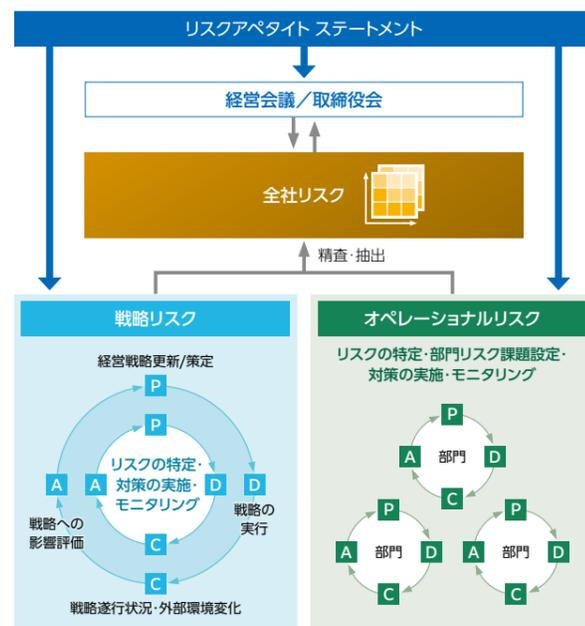 リスクアペタイト ステートメント
経営会議／取締役会
全社リスク
精査・抽出
戦略リスク
経営戦略更新/策定
P
P
A
A
リスクの特定・
対策の実施・
モニタリング
D
D
戦略への
影響評価
戦略の
実行
C
C
戦略遂行状況・外部環境変化
オペレーショナルリスク
リスクの特定・部門リスク課題設定・
対策の実施・モニタリング
P
A
部門
D
C
P
A
部門
D
C
P
A
部門
D
C